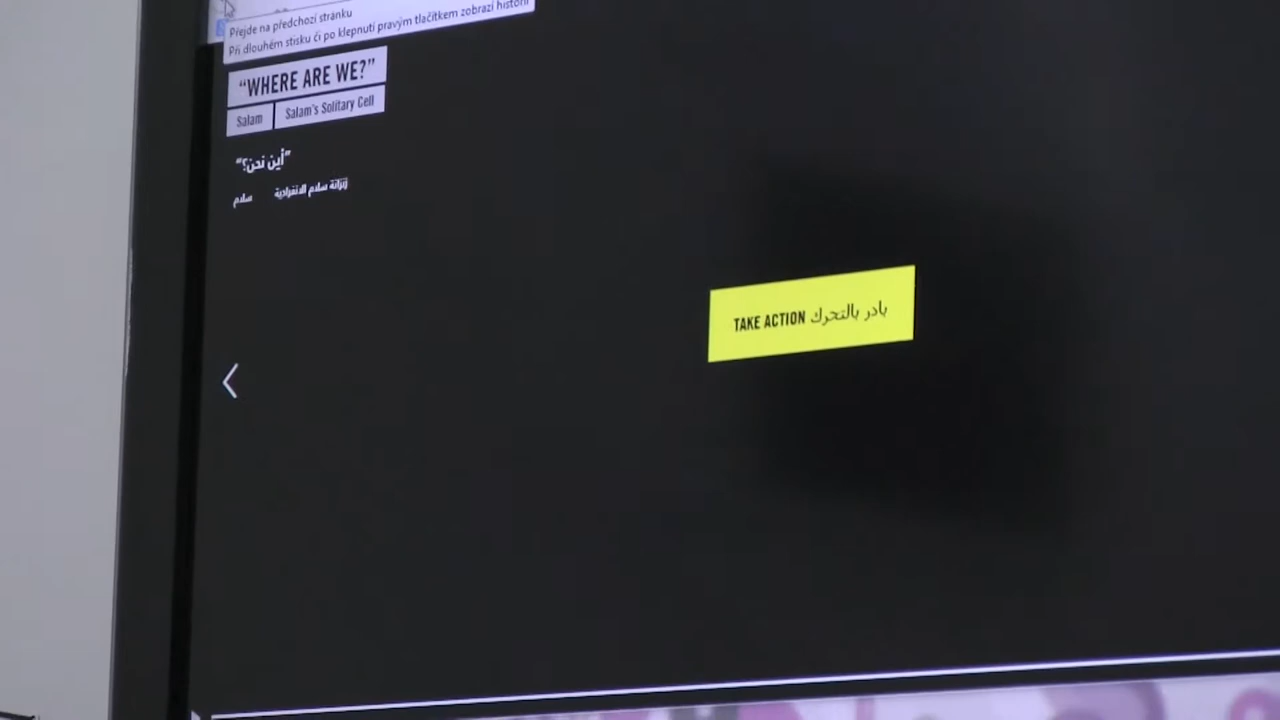 Přejde na předchozí stránku
Při dlouhém stisku či po klepnutí pravým tlačítkem zobrazí historii
“WHERE ARE WE?”
Salam Salam's Solitary Cell
“أين نحن؟”
سلام زنزانة سلام الانفرادية
TAKE ACTION بادر بالتحرك